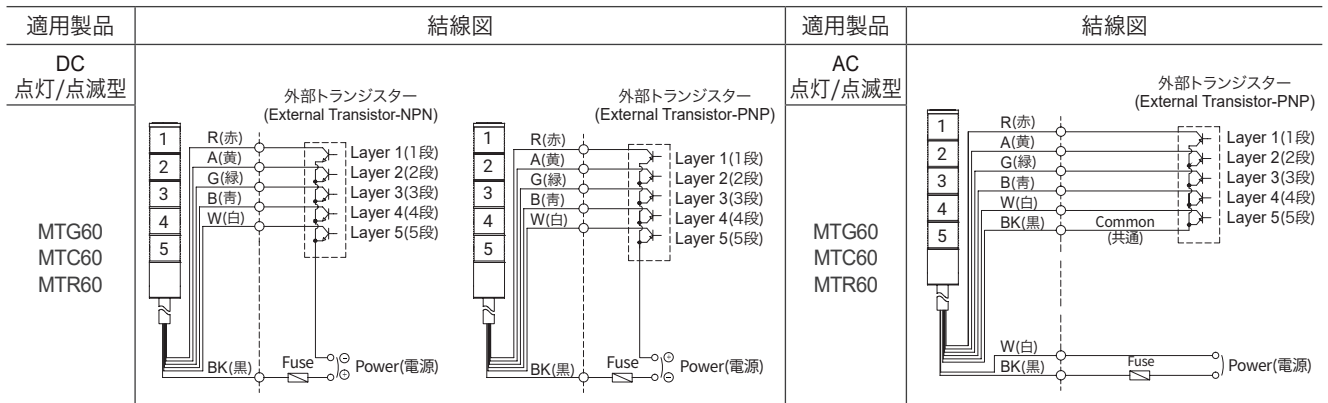 適用製品 結線図 適用製品 結線図
DC
点灯/点滅型
MTG60
MTC60
MTR60
外部トランジスター
(External Transistor-NPN)
1
2
3
4
5
R(赤)
A(黄)
G(緑)
B(靑)
W(白)
Layer 1(1段)
Layer 2(2段)
Layer 3(3段)
Layer 4(4段)
Layer 5(5段)
BK(黒) Fuse ⊖ ⊕ Power(電源)
外部トランジスター
(External Transistor-PNP)
1
2
3
4
5
R(赤)
A(黄)
G(緑)
B(靑)
W(白)
Layer 1(1段)
Layer 2(2段)
Layer 3(3段)
Layer 4(4段)
Layer 5(5段)
BK(黒) Fuse ⊕ ⊖ Power(電源)
AC
点灯/点滅型
MTG60
MTC60
MTR60
外部トランジスター
(External Transistor-PNP)
1
2
3
4
5
R(赤)
A(黄)
G(緑)
B(靑)
W(白)
BK(黒) Common
(共通)
Layer 1(1段)
Layer 2(2段)
Layer 3(3段)
Layer 4(4段)
Layer 5(5段)
W(白)
BK(黒) Fuse Power(電源)